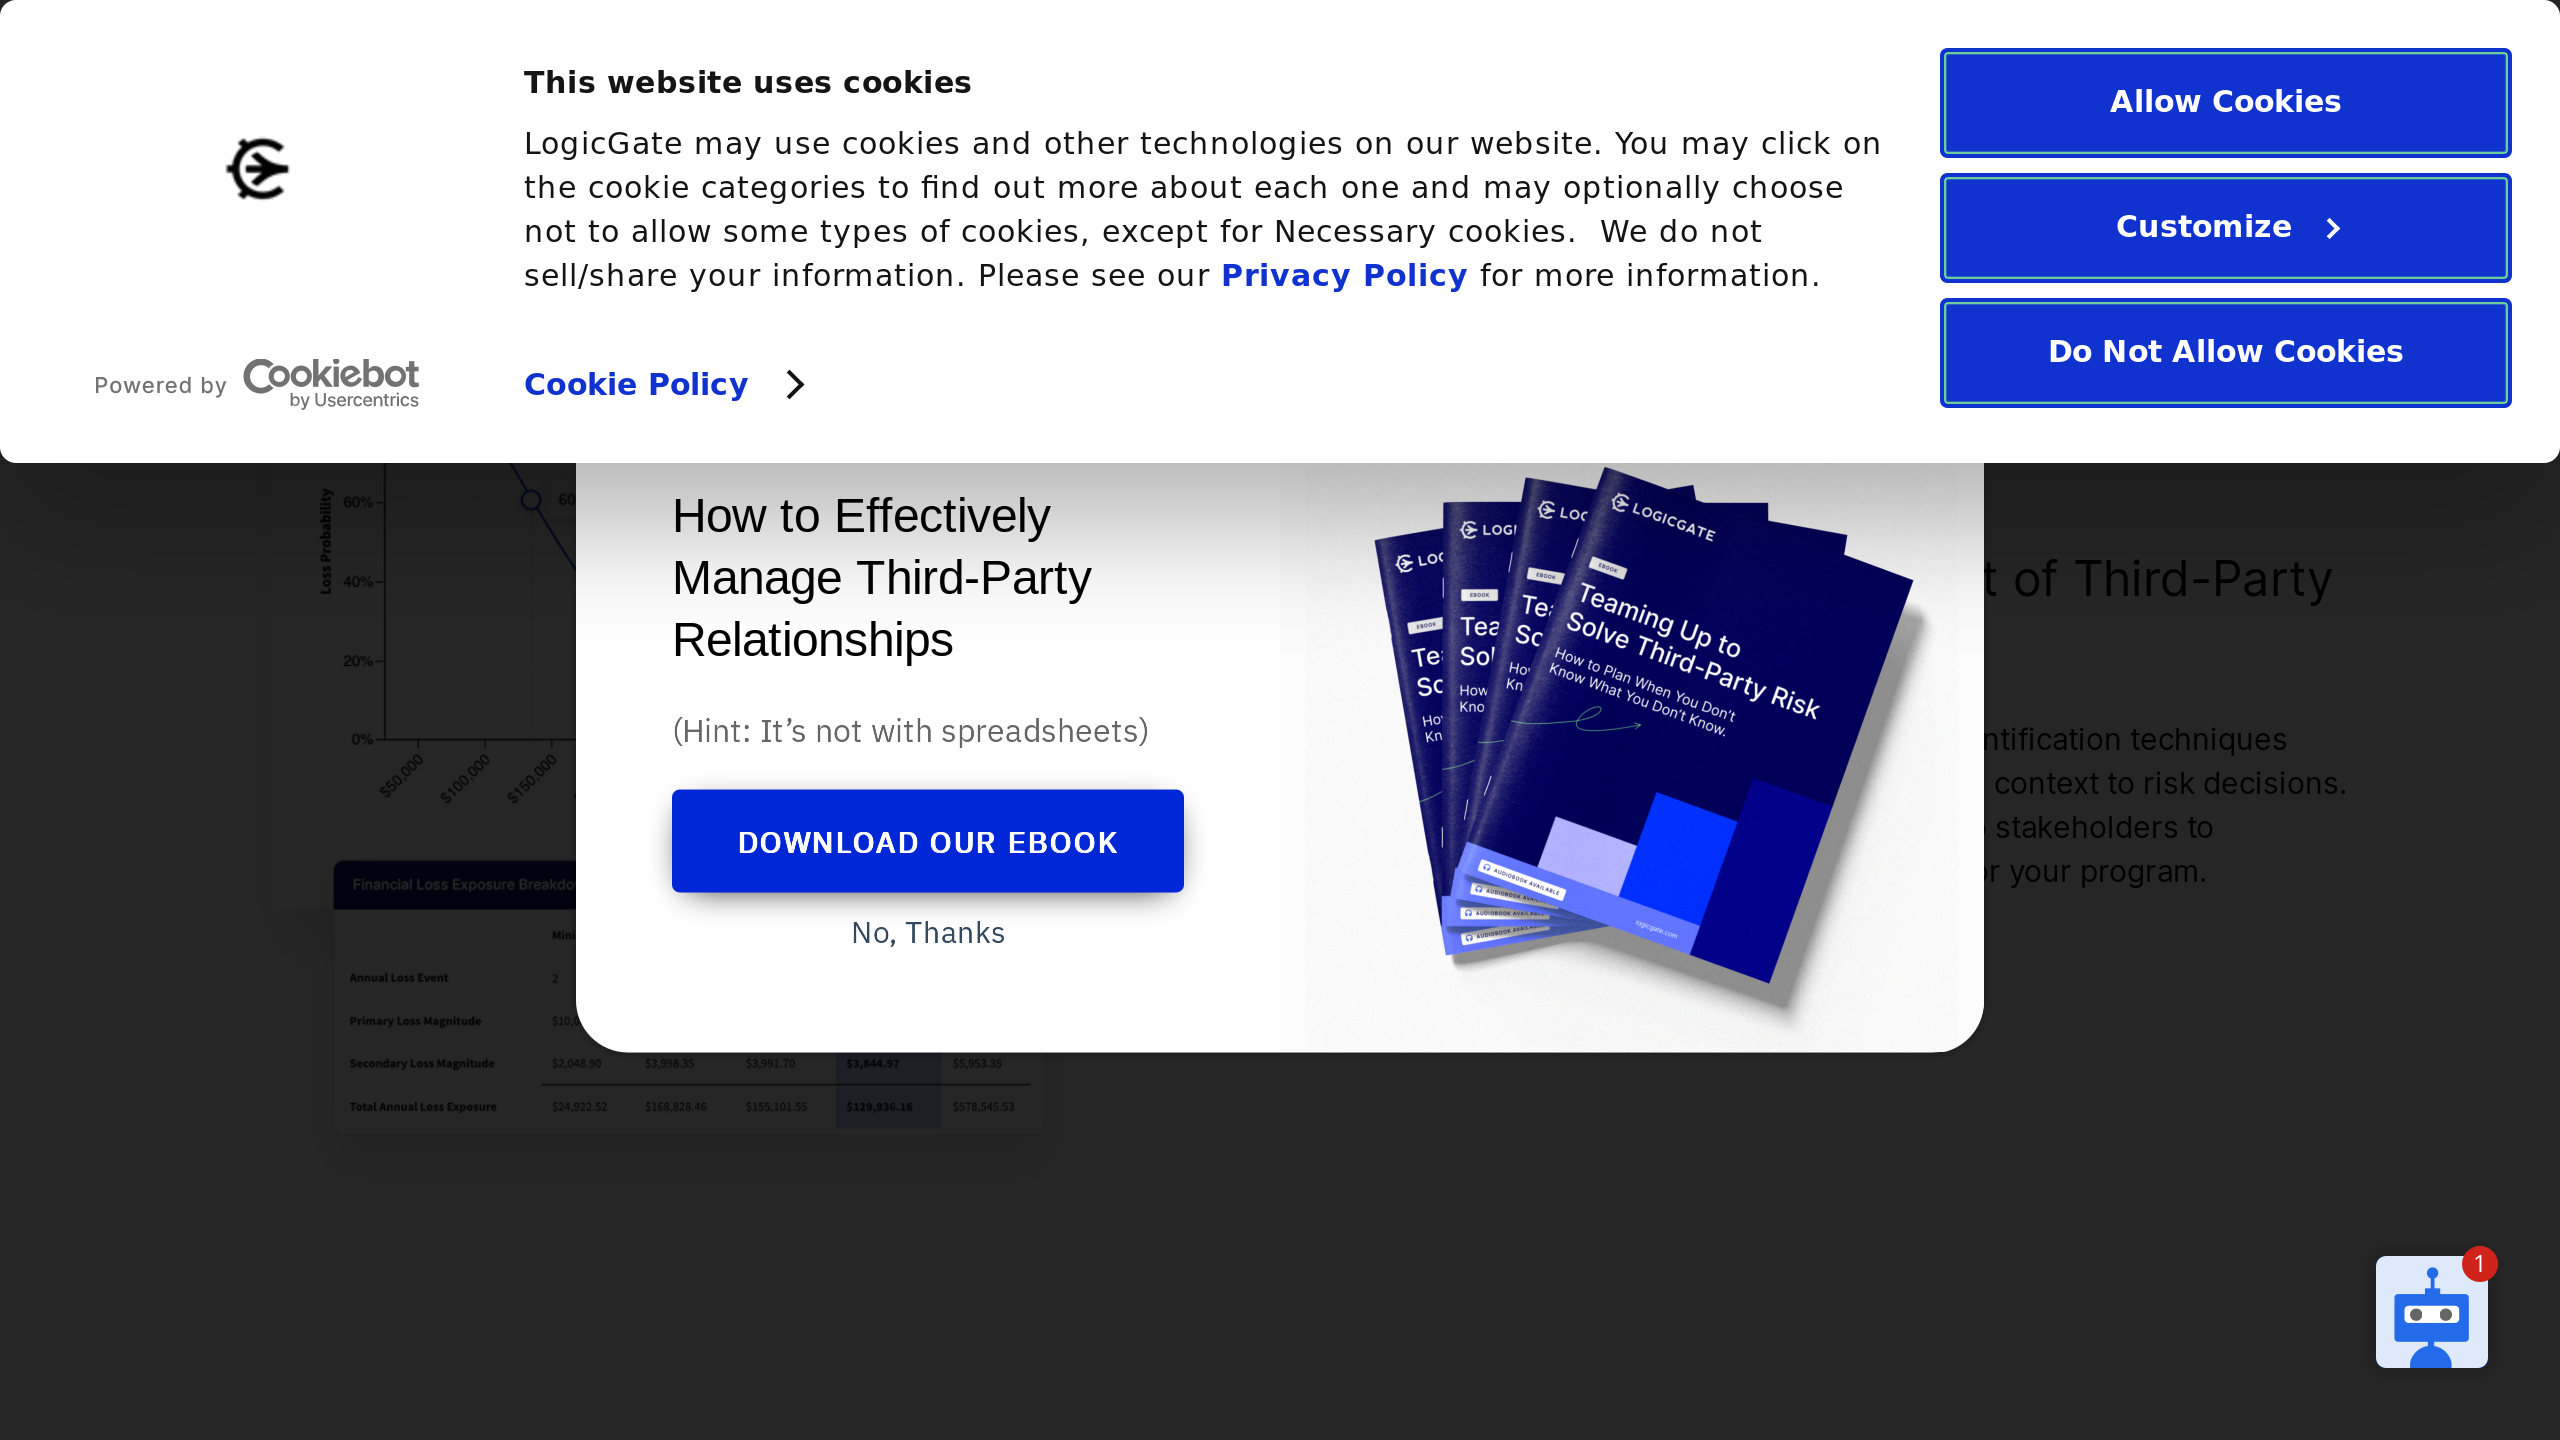 This website uses cookies
LogicGate may use cookies and other technologies on our website. You may click on
the cookie categories to find out more about each one and may optionally choose
not to allow some types of cookies, except for Necessary cookies.  We do not
sell/share your information. Please see our Privacy Policy for more information.
Powered by Cookiebot
by Usercentrics
Cookie Policy
Allow Cookies
Customize
Do Not Allow Cookies
How to Effectively
Manage Third-Party
Relationships
(Hint: It’s not with spreadsheets)
DOWNLOAD OUR EBOOK
No, Thanks
LOGICGATE
EBOOK
Teaming Up to
Solve Third-Party Risk
How to Plan When You Don't
Know What You Don't Know.
AUDIOBOOK AVAILABLE
logicgate.com
EBOOK
EBOOK
EBOOK
AUDIOBOOK AVAILABLE
AUDIOBOOK
Loss Probability
60%
40%
20%
0%
60
$50,000
$100,000
$150,000
Financial Loss Exposure
Annual Loss Event 2
Primary Loss Magnitude
Secondary Loss Magnitude $2,048.90 $3,998.35 $3,991.70 $3,844.97 $5,953.35
Total Annual Loss Exposure $24,922.52 $168,828.46 $155,101.55 $129,936.16 $578,545.53
of Third-Party
techniques
context to risk decisions.
stakeholders to
your program.
1